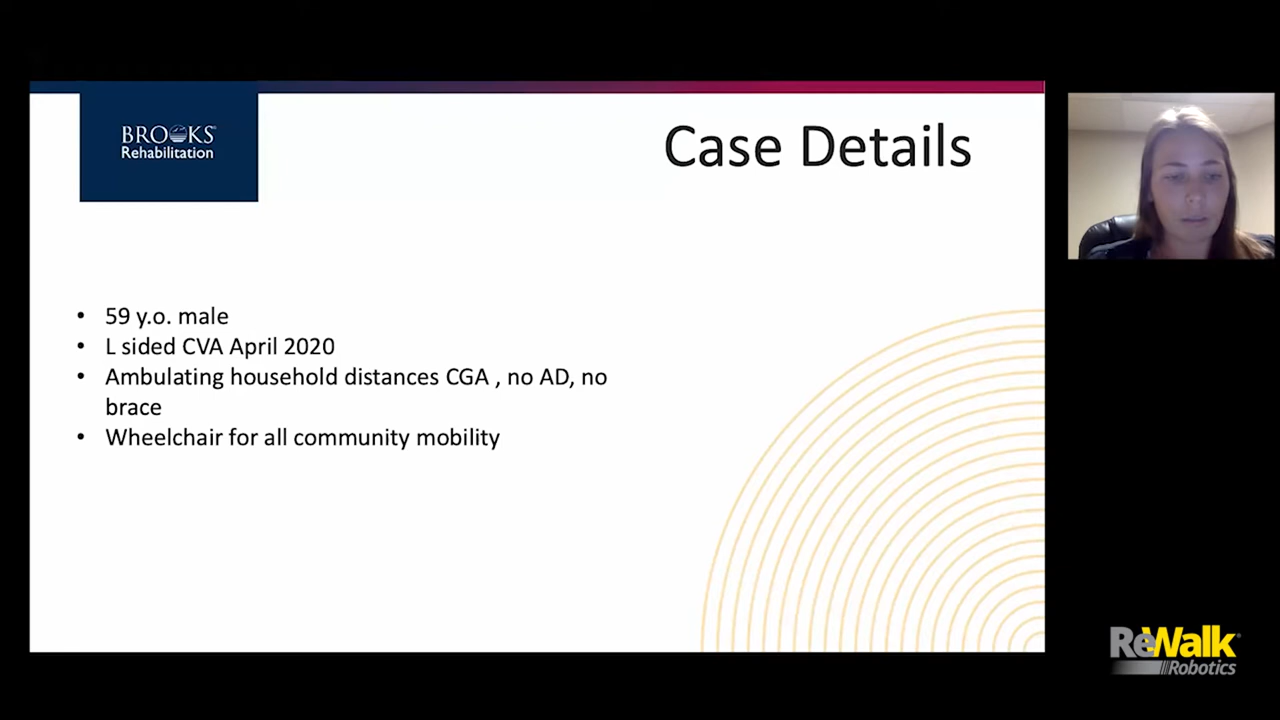 BROOKS
Rehabilitation
Case Details
• 59 y.o. male
• L sided CVA April 2020
• Ambulating household distances CGA , no AD, no
brace
• Wheelchair for all community mobility
ReWalk
Robotics